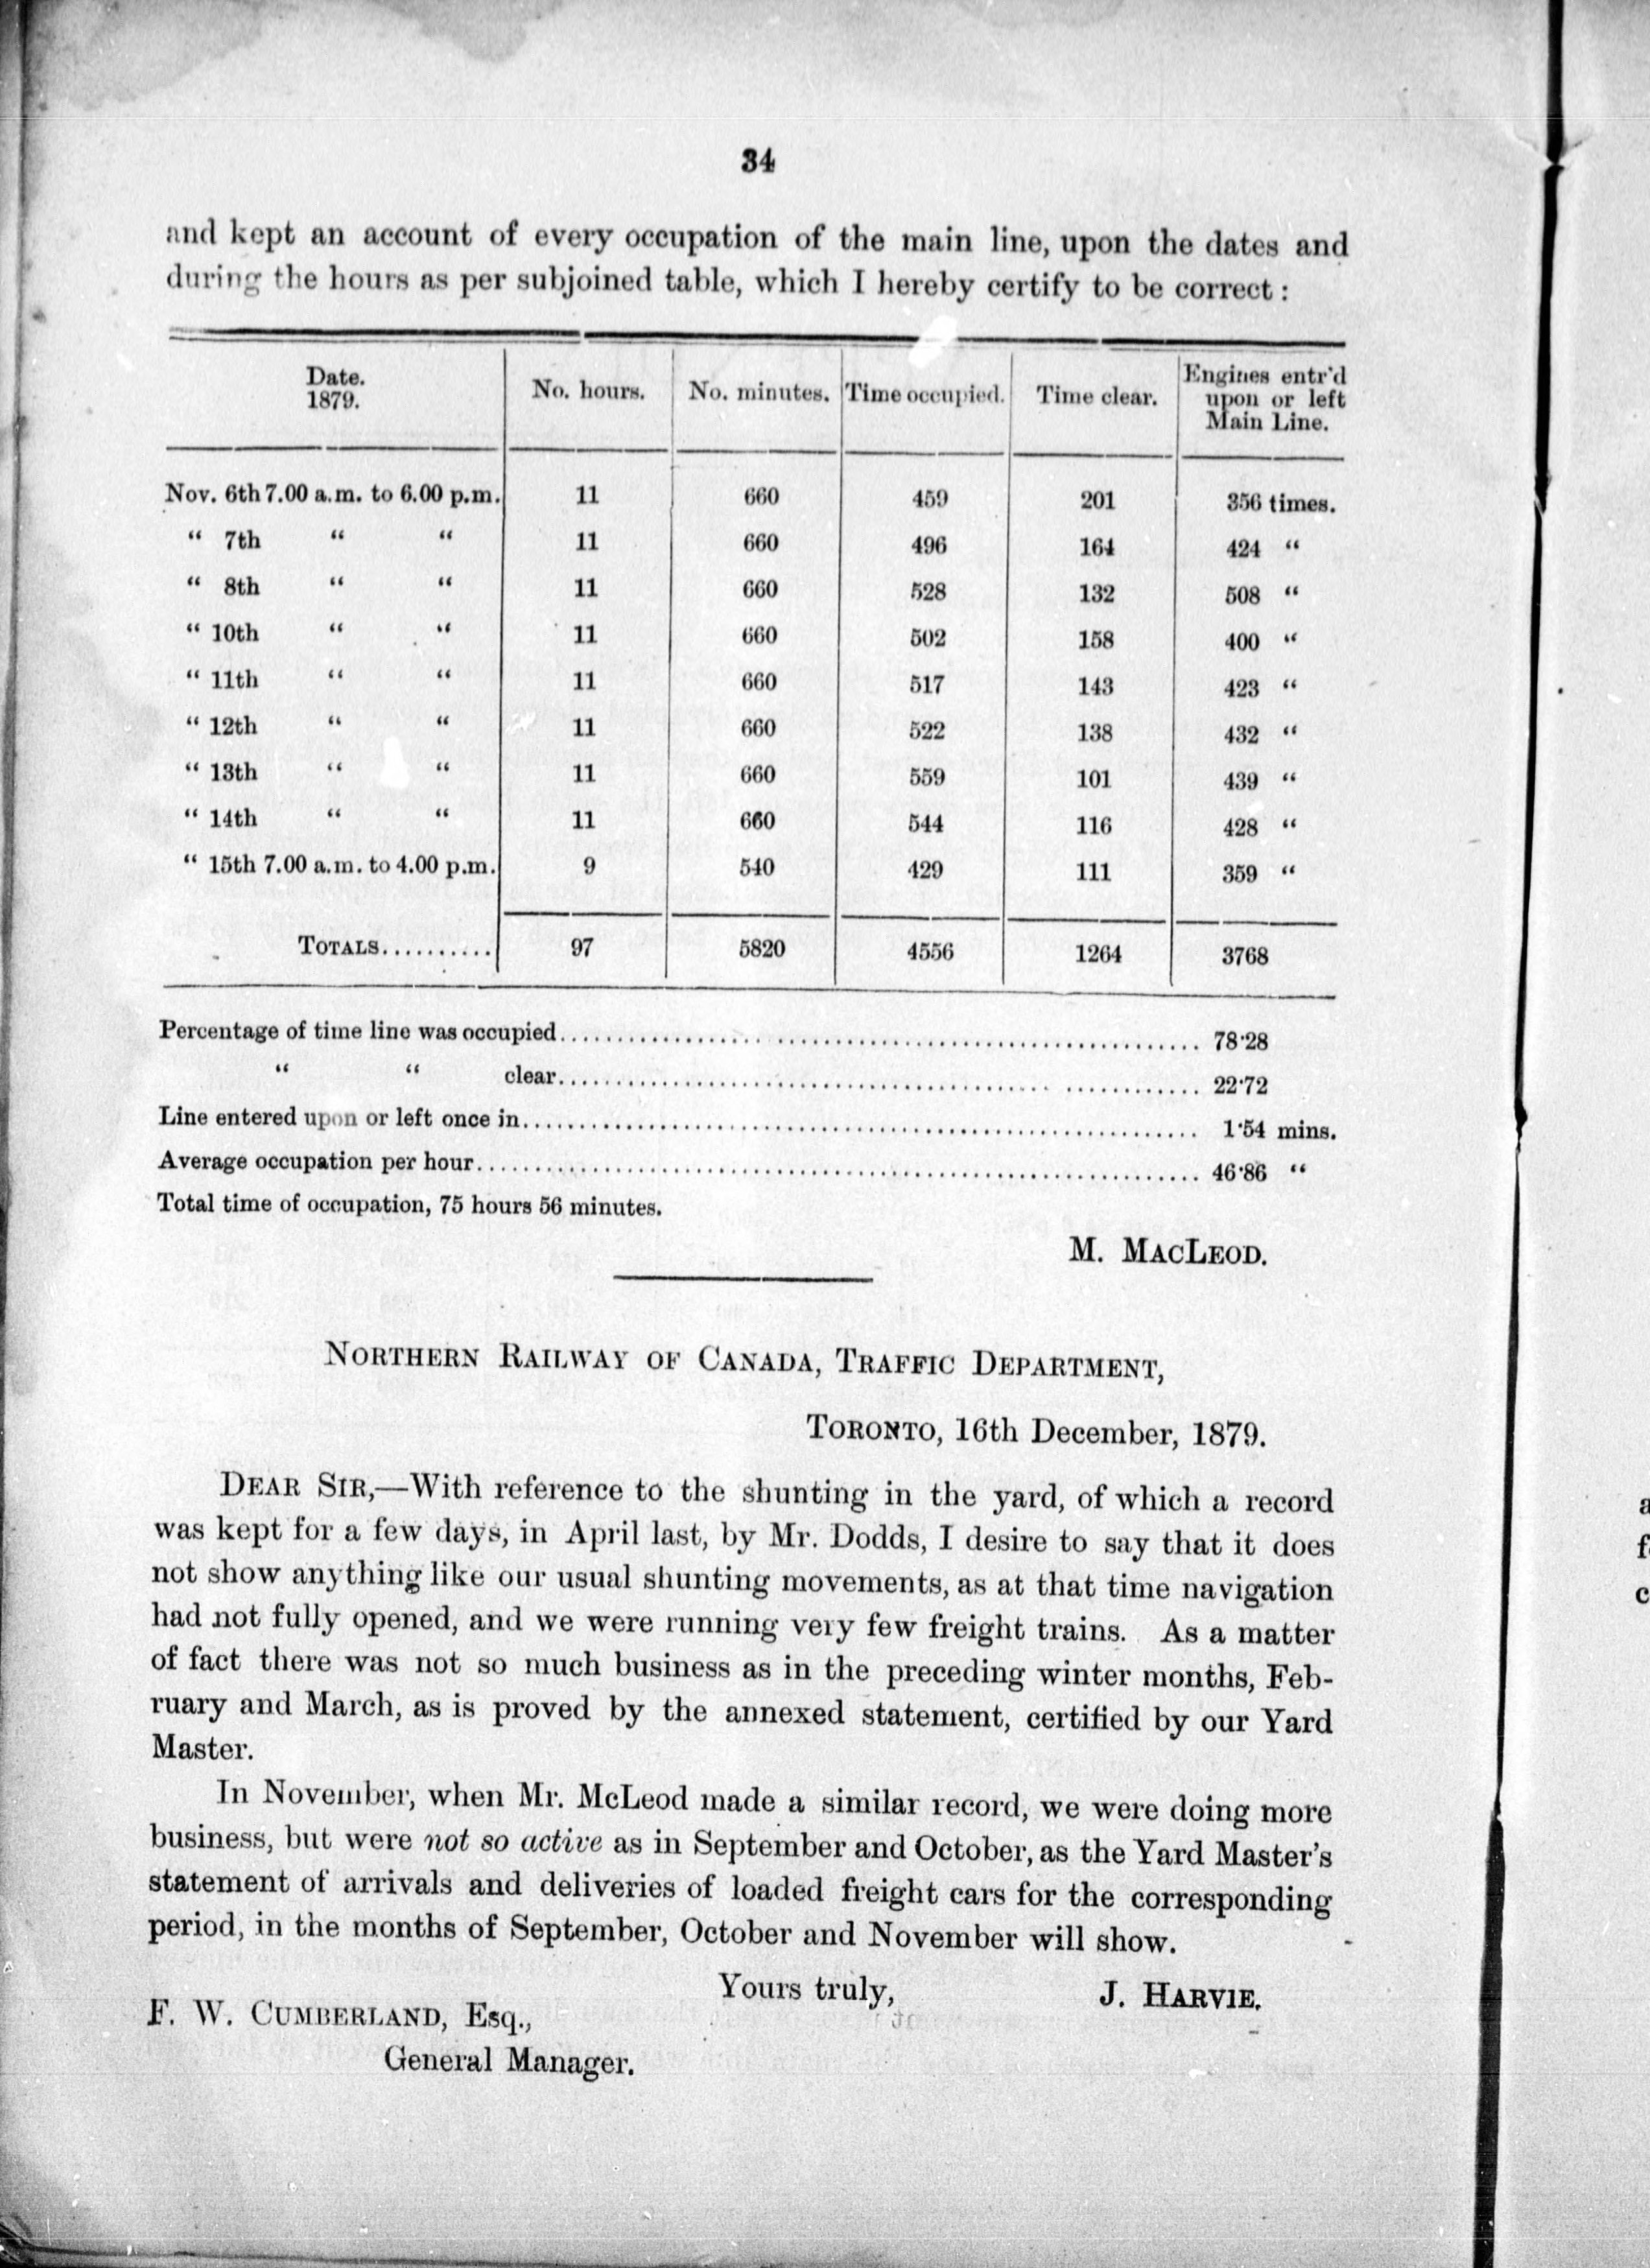 34
and kept an account of every occupation of the main line, upon the dates and
during the hours as per subjoined table, which I hereby certify to be correct :
Date. 1879. No. hours. No. minutes. Time occupied. Time clear. Engines entr'd upon or left Main Line.
Nov. 6th 7.00 a.m. to 6.00 p.m. 11 660 459 201 356 times.
“ 7th “ “ 11 660 496 164 424 “
“ 8th “ “ 11 660 528 132 508 “
“ 10th “ “ 11 660 502 158 400 “
“ 11th “ “ 11 660 517 143 423 “
“ 12th “ “ 11 660 522 138 432 “
“ 13th “ “ 11 660 559 101 439 “
“ 14th “ “ 11 660 544 116 428 “
“ 15th 7.00 a.m. to 4.00 p.m. 9 540 429 111 359 “
TOTALS.......... 97 5820 4556 1264 3768
Percentage of time line was occupied.......... 78·28
“ “ clear.......... 22·72
Line entered upon or left once in.......... 1·54 mins.
Average occupation per hour.......... 46·86 “
Total time of occupation, 75 hours 56 minutes.
M. MACLEOD.
NORTHERN RAILWAY OF CANADA, TRAFFIC DEPARTMENT,
TORONTO, 16th December, 1879.
DEAR SIR,—With reference to the shunting in the yard, of which a record
was kept for a few days, in April last, by Mr. Dodds, I desire to say that it does
not show anything like our usual shunting movements, as at that time navigation
had not fully opened, and we were running very few freight trains. As a matter
of fact there was not so much business as in the preceding winter months, Feb-
ruary and March, as is proved by the annexed statement, certified by our Yard
Master.
In November, when Mr. McLeod made a similar record, we were doing more
business, but were not so active as in September and October, as the Yard Master's
statement of arrivals and deliveries of loaded freight cars for the corresponding
period, in the months of September, October and November will show.
Yours truly, J. HARVIE.
F. W. CUMBERLAND, Esq.,
General Manager.